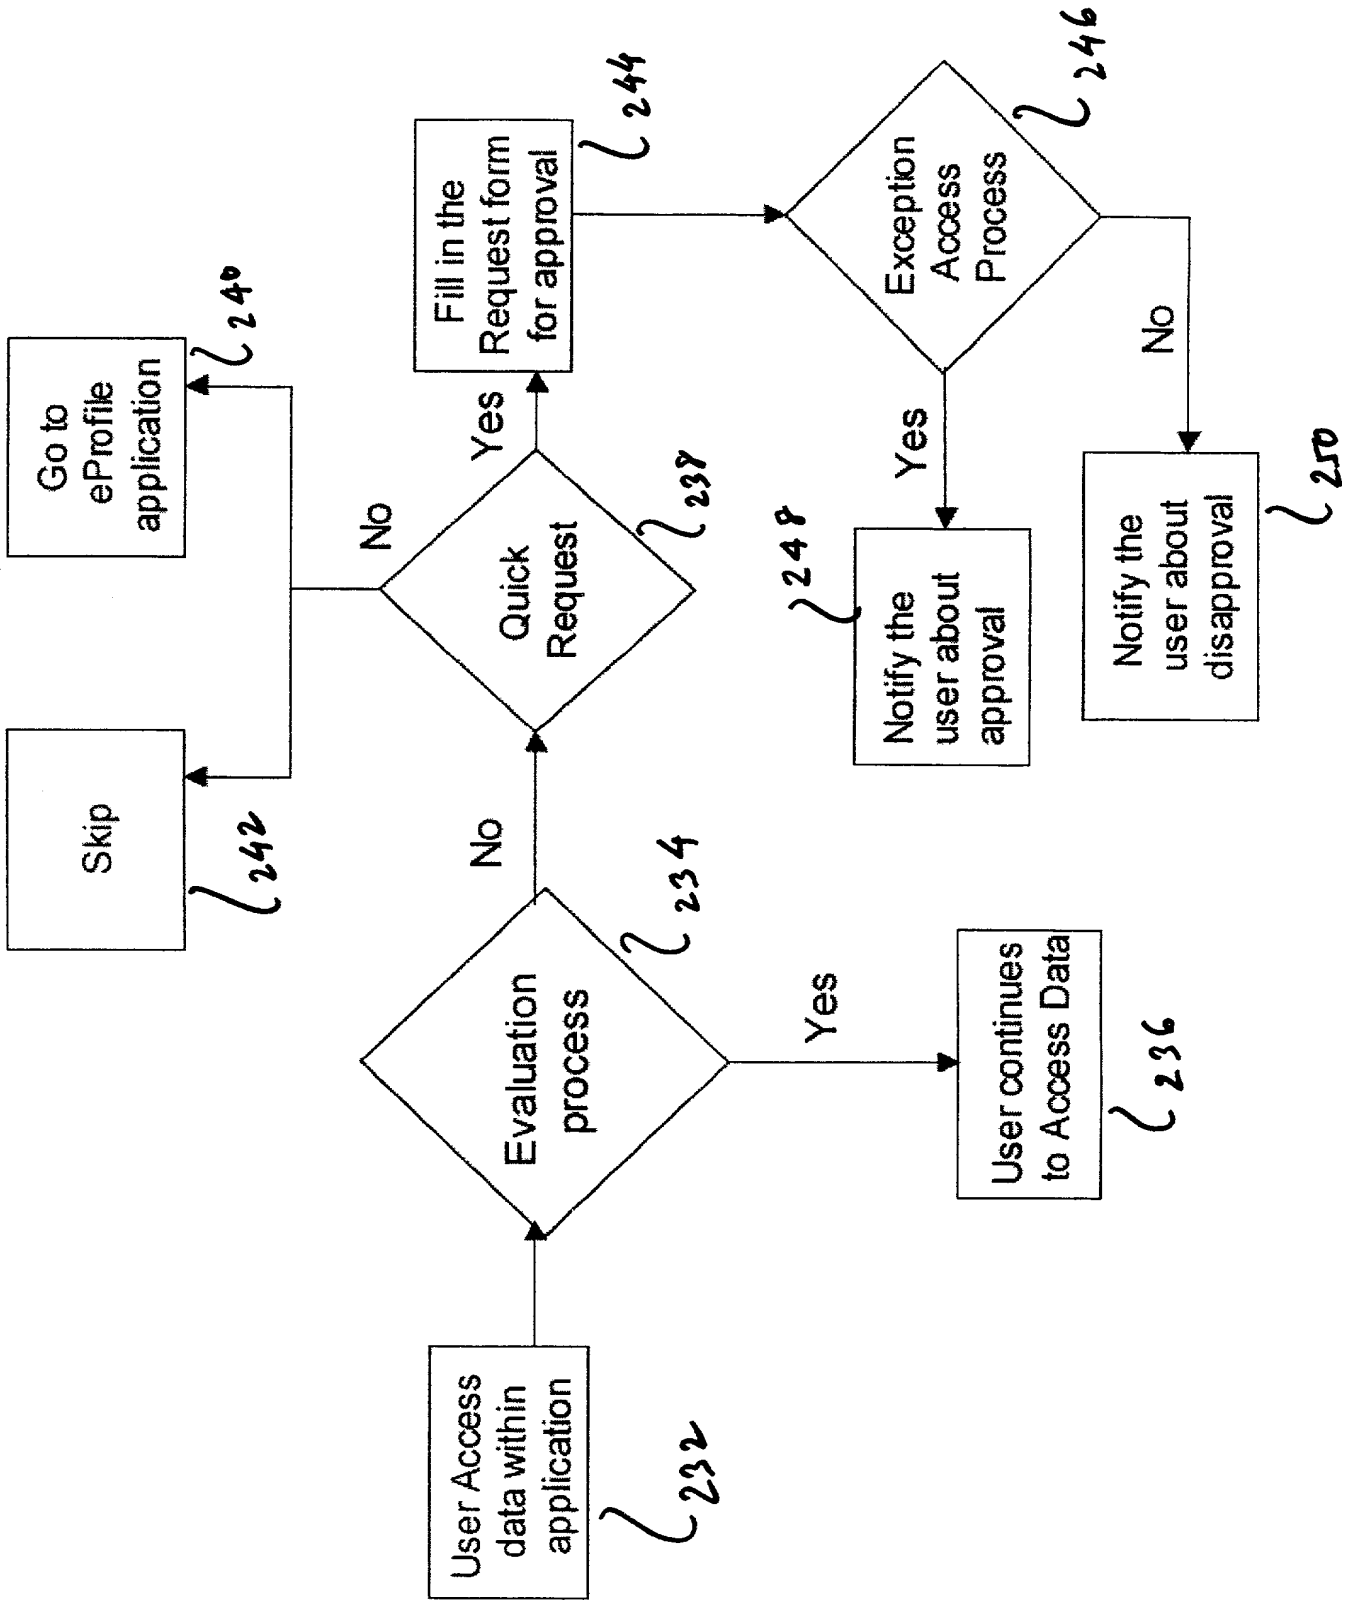 User Access
data within
application
232
Evaluation
process
234
No
Yes
User continues
to Access Data
236
Quick
Request
238
No
Skip
242
Go to
eProfile
application
240
Yes
Fill in the
Request form
for approval
244
Exception
Access
Process
246
Yes
Notify the
user about
approval
248
No
Notify the
user about
disapproval
250